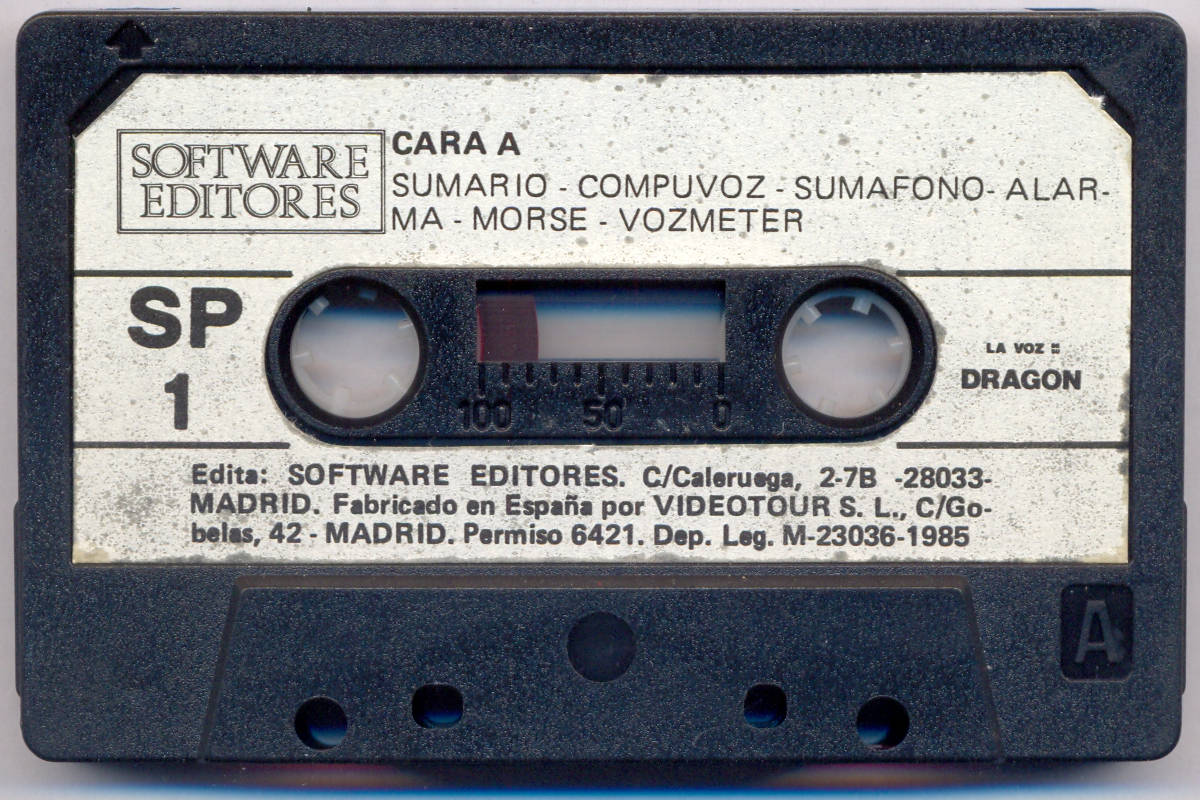 SOFTWARE
EDITORES
CARA A
SUMARIO - COMPUVOZ - SUMAFONO- ALAR-
MA - MORSE - VOZMETER
SP
1
100 50 0
LA VOZ ::
DRAGON
Edita: SOFTWARE EDITORES. C/Caleruega, 2-7B -28033-
MADRID. Fabricado en España por VIDEOTOUR S. L., C/Go-
belas, 42 - MADRID. Permiso 6421. Dep. Leg. M-23036-1985
A